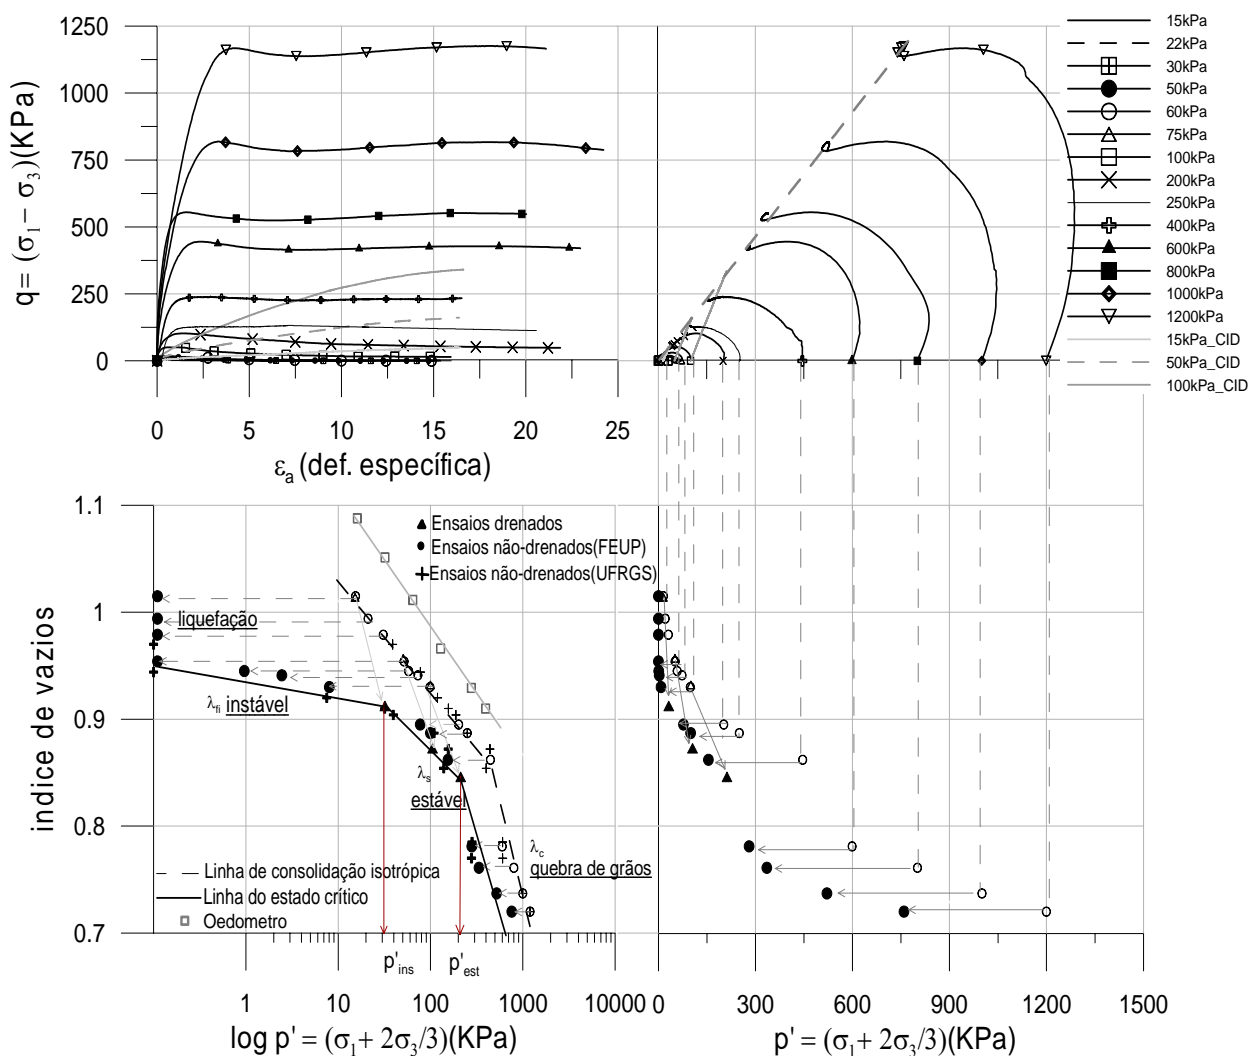 1250
1000
750
500
250
0
q= (σ₁ − σ₃)(KPa)
0 5 10 15 20 25
εₐ (def. específica)
15kPa
22kPa
30kPa
50kPa
60kPa
75kPa
100kPa
200kPa
250kPa
400kPa
600kPa
800kPa
1000kPa
1200kPa
15kPa_CID
50kPa_CID
100kPa_CID
1.1
1
0.9
0.8
0.7
indice de vazios
Ensaios drenados
Ensaios não-drenados(FEUP)
Ensaios não-drenados(UFRGS)
liquefação
λfi instável
λs
estável
λc
quebra de grãos
Linha de consolidação isotrópica
Linha do estado crítico
Oedometro
p'ins
p'est
1 10 100 1000 10000
log p' = (σ₁+ 2σ₃/3)(KPa)
0 300 600 900 1200 1500
p' = (σ₁+ 2σ₃/3)(KPa)